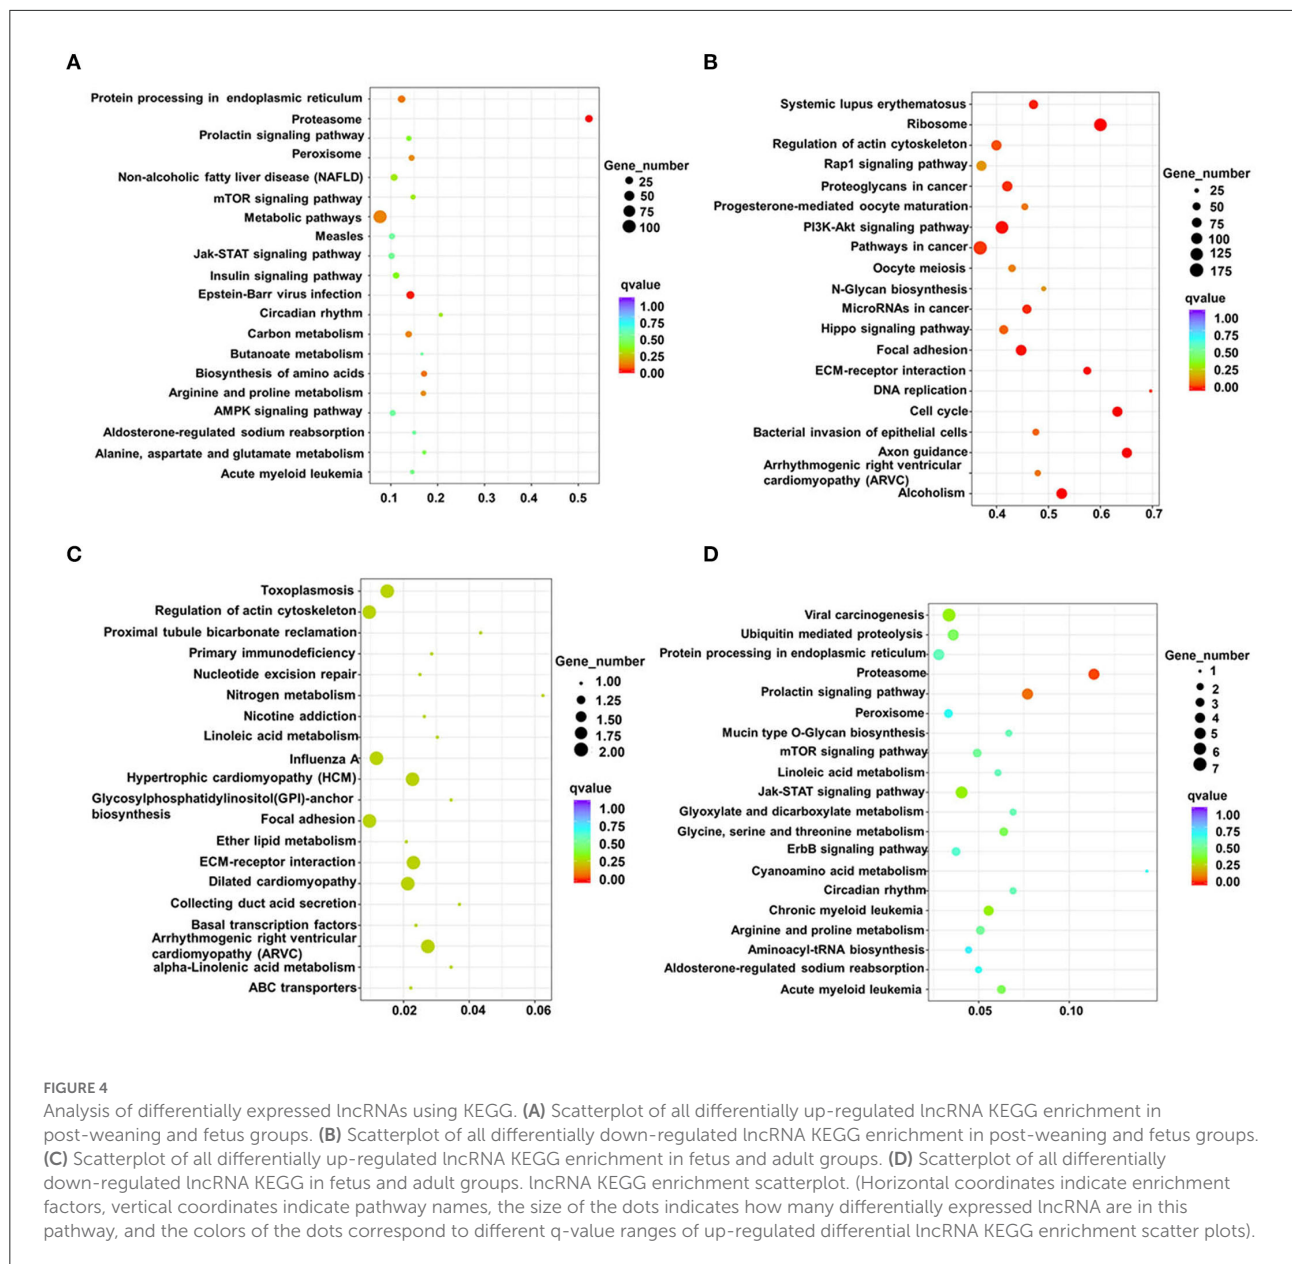 A
Protein processing in endoplasmic reticulum
Proteasome
Prolactin signaling pathway
Peroxisome
Non-alcoholic fatty liver disease (NAFLD)
mTOR signaling pathway
Metabolic pathways
Measles
Jak-STAT signaling pathway
Insulin signaling pathway
Epstein-Barr virus infection
Circadian rhythm
Carbon metabolism
Butanoate metabolism
Biosynthesis of amino acids
Arginine and proline metabolism
AMPK signaling pathway
Aldosterone-regulated sodium reabsorption
Alanine, aspartate and glutamate metabolism
Acute myeloid leukemia
0.1 0.2 0.3 0.4 0.5
Gene_number
25
50
75
100
qvalue
1.00
0.75
0.50
0.25
0.00
B
Systemic lupus erythematosus
Ribosome
Regulation of actin cytoskeleton
Rap1 signaling pathway
Proteoglycans in cancer
Progesterone-mediated oocyte maturation
PI3K-Akt signaling pathway
Pathways in cancer
Oocyte meiosis
N-Glycan biosynthesis
MicroRNAs in cancer
Hippo signaling pathway
Focal adhesion
ECM-receptor interaction
DNA replication
Cell cycle
Bacterial invasion of epithelial cells
Axon guidance
Arrhythmogenic right ventricular
cardiomyopathy (ARVC)
Alcoholism
0.4 0.5 0.6 0.7
Gene_number
25
50
75
100
125
175
qvalue
1.00
0.75
0.50
0.25
0.00
C
Toxoplasmosis
Regulation of actin cytoskeleton
Proximal tubule bicarbonate reclamation
Primary immunodeficiency
Nucleotide excision repair
Nitrogen metabolism
Nicotine addiction
Linoleic acid metabolism
Influenza A
Hypertrophic cardiomyopathy (HCM)
Glycosylphosphatidylinositol(GPI)-anchor
biosynthesis
Focal adhesion
Ether lipid metabolism
ECM-receptor interaction
Dilated cardiomyopathy
Collecting duct acid secretion
Basal transcription factors
Arrhythmogenic right ventricular
cardiomyopathy (ARVC)
alpha-Linolenic acid metabolism
ABC transporters
0.02 0.04 0.06
Gene_number
1.00
1.25
1.50
1.75
2.00
qvalue
1.00
0.75
0.50
0.25
0.00
D
Viral carcinogenesis
Ubiquitin mediated proteolysis
Protein processing in endoplasmic reticulum
Proteasome
Prolactin signaling pathway
Peroxisome
Mucin type O-Glycan biosynthesis
mTOR signaling pathway
Linoleic acid metabolism
Jak-STAT signaling pathway
Glyoxylate and dicarboxylate metabolism
Glycine, serine and threonine metabolism
ErbB signaling pathway
Cyanoamino acid metabolism
Circadian rhythm
Chronic myeloid leukemia
Arginine and proline metabolism
Aminoacyl-tRNA biosynthesis
Aldosterone-regulated sodium reabsorption
Acute myeloid leukemia
0.05 0.10
Gene_number
1
2
3
4
5
6
7
qvalue
1.00
0.75
0.50
0.25
0.00
FIGURE 4
Analysis of differentially expressed lncRNAs using KEGG. (A) Scatterplot of all differentially up-regulated lncRNA KEGG enrichment in
post-weaning and fetus groups. (B) Scatterplot of all differentially down-regulated lncRNA KEGG enrichment in post-weaning and fetus groups.
(C) Scatterplot of all differentially up-regulated lncRNA KEGG enrichment in fetus and adult groups. (D) Scatterplot of all differentially
down-regulated lncRNA KEGG in fetus and adult groups. lncRNA KEGG enrichment scatterplot. (Horizontal coordinates indicate enrichment
factors, vertical coordinates indicate pathway names, the size of the dots indicates how many differentially expressed lncRNA are in this
pathway, and the colors of the dots correspond to different q-value ranges of up-regulated differential lncRNA KEGG enrichment scatter plots).